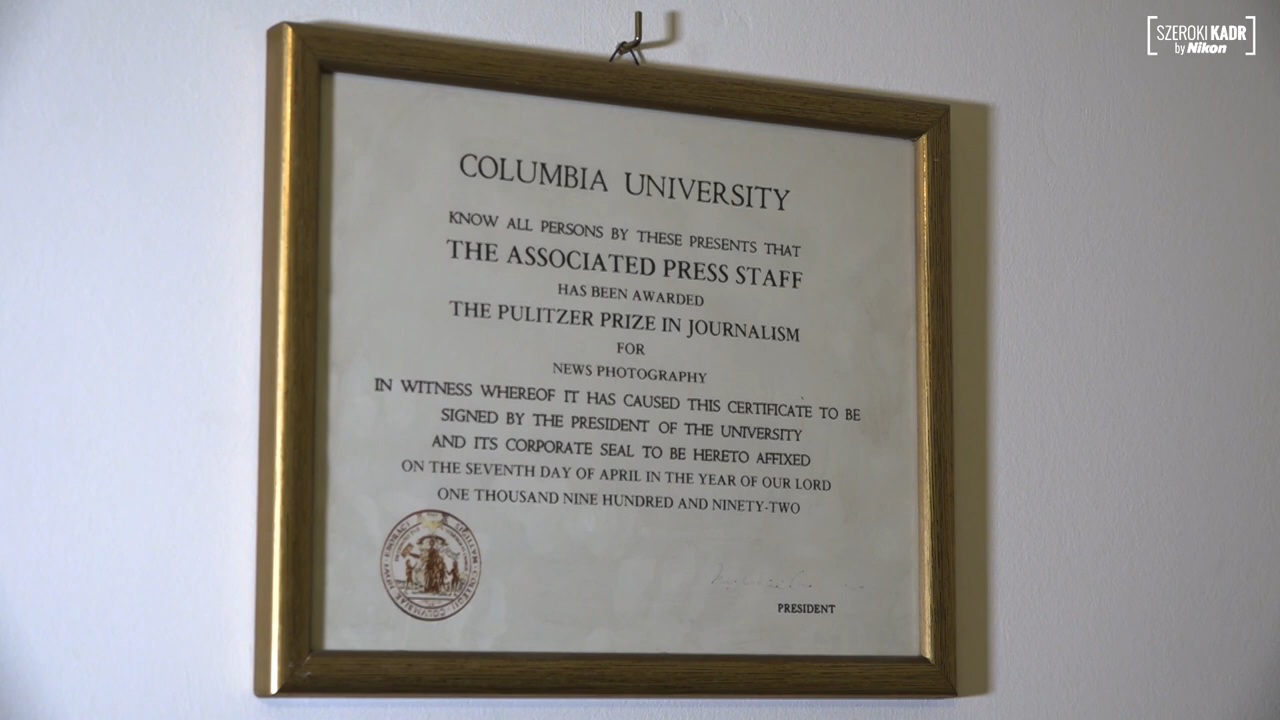 SZEROKI KADR
by Nikon
COLUMBIA UNIVERSITY
KNOW ALL PERSONS BY THESE PRESENTS THAT
THE ASSOCIATED PRESS STAFF
HAS BEEN AWARDED
THE PULITZER PRIZE IN JOURNALISM
FOR
NEWS PHOTOGRAPHY
IN WITNESS WHEREOF IT HAS CAUSED THIS CERTIFICATE TO BE
SIGNED BY THE PRESIDENT OF THE UNIVERSITY
AND ITS CORPORATE SEAL TO BE HERETO AFFIXED
ON THE SEVENTH DAY OF APRIL IN THE YEAR OF OUR LORD
ONE THOUSAND NINE HUNDRED AND NINETY-TWO
PRESIDENT